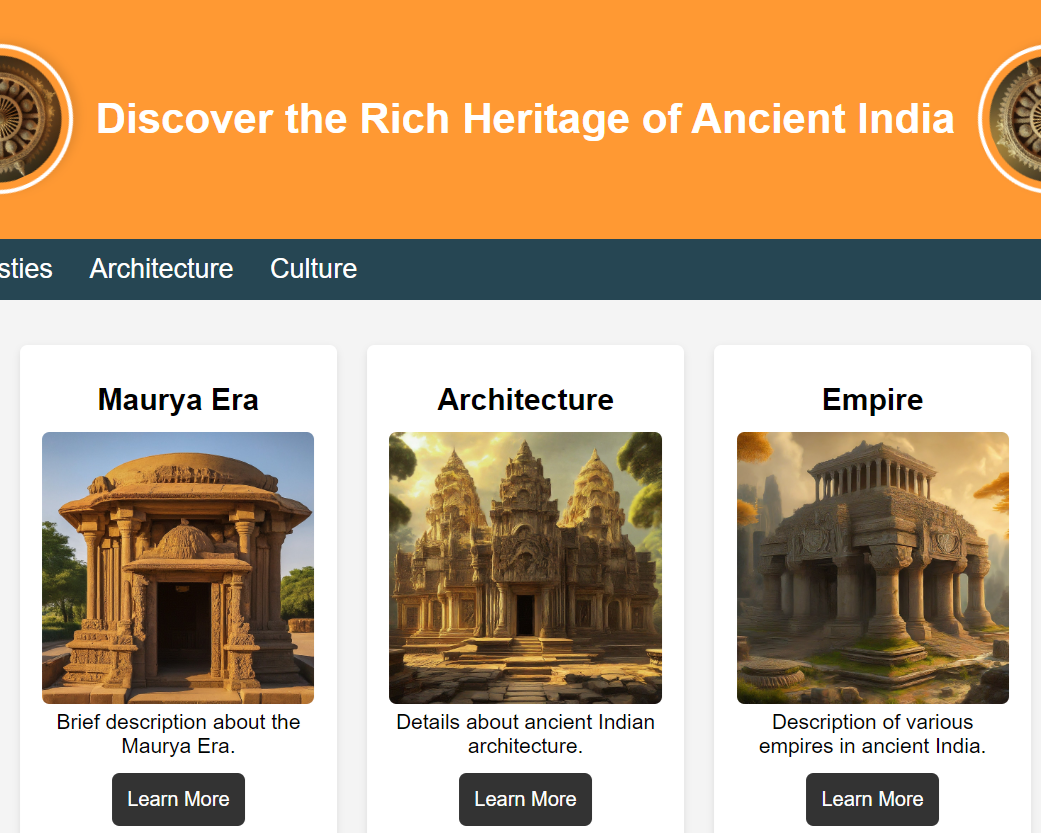 Discover the Rich Heritage of Ancient India
sties Architecture Culture
Maurya Era
Brief description about the
Maurya Era.
Learn More
Architecture
Details about ancient Indian
architecture.
Learn More
Empire
Description of various
empires in ancient India.
Learn More